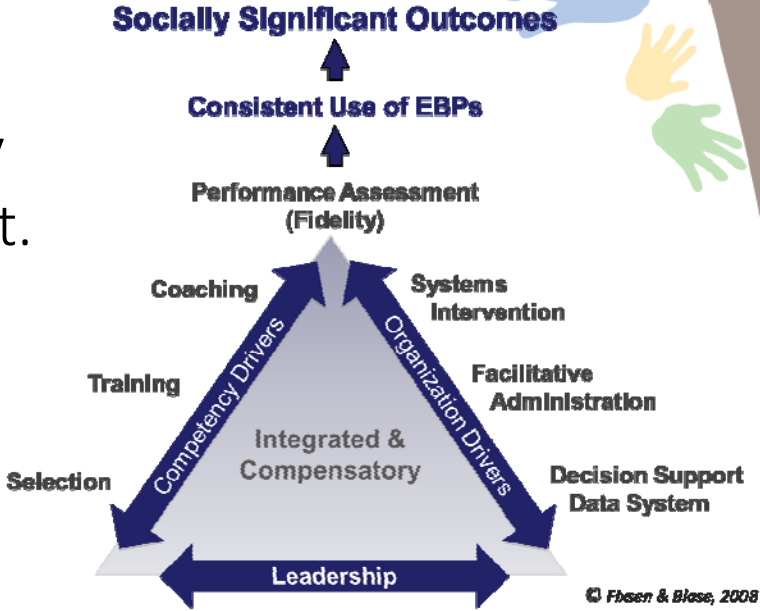 Socially Significant Outcomes
Consistent Use of EBPs
y
t.
Performance Assessment
(Fidelity)
Coaching
Training
Selection
Competency Drivers
Systems
Intervention
Facilitative
Administration
Decision Support
Data System
Organization Drivers
Integrated &
Compensatory
Leadership
© Fixsen & Blase, 2008